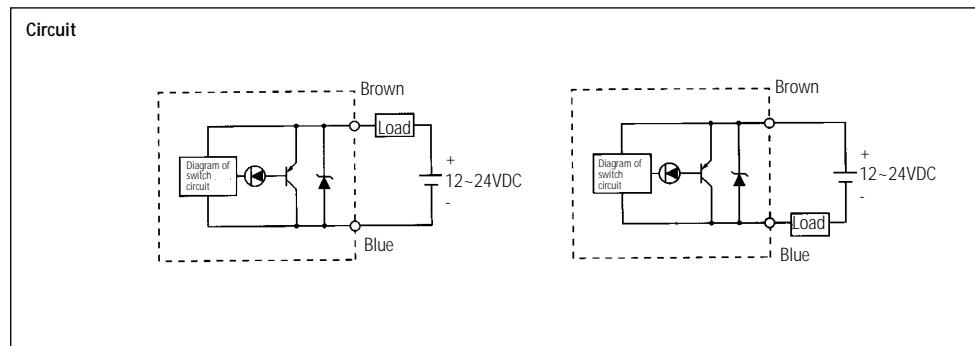 Circuit
Brown
Load
Diagram of
switch
circuit
+
12~24VDC
-
Blue
Brown
Diagram of
switch
circuit
+
12~24VDC
-
Load
Blue